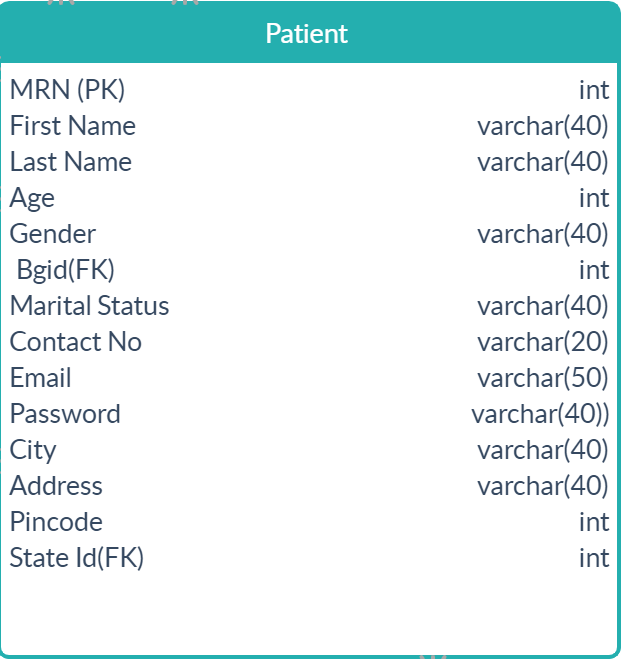 Patient
MRN (PK) int
First Name varchar(40)
Last Name varchar(40)
Age int
Gender varchar(40)
Bgid(FK) int
Marital Status varchar(40)
Contact No varchar(20)
Email varchar(50)
Password varchar(40))
City varchar(40)
Address varchar(40)
Pincode int
State Id(FK) int